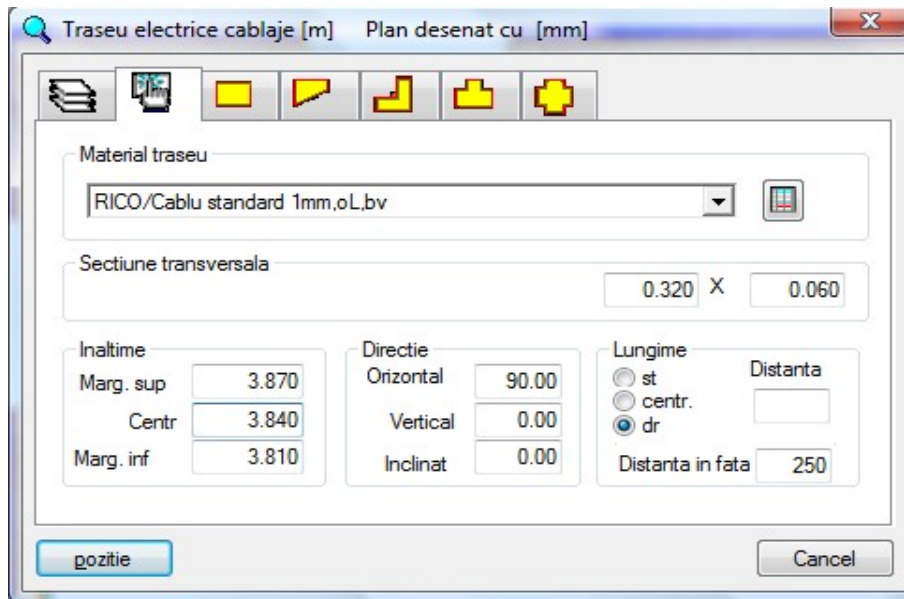 Traseu electrice cablaje [m] Plan desenat cu [mm]
Material traseu
RICO/Cablu standard 1mm,oL,bv
Sectiune transversala
0.320 X 0.060
Inaltime
Marg. sup 3.870
Centr 3.840
Marg. inf 3.810
Directie
Orizontal 90.00
Vertical 0.00
Inclinat 0.00
Lungime
st
centr.
dr
Distanta
Distanta in fata 250
pozitie
Cancel